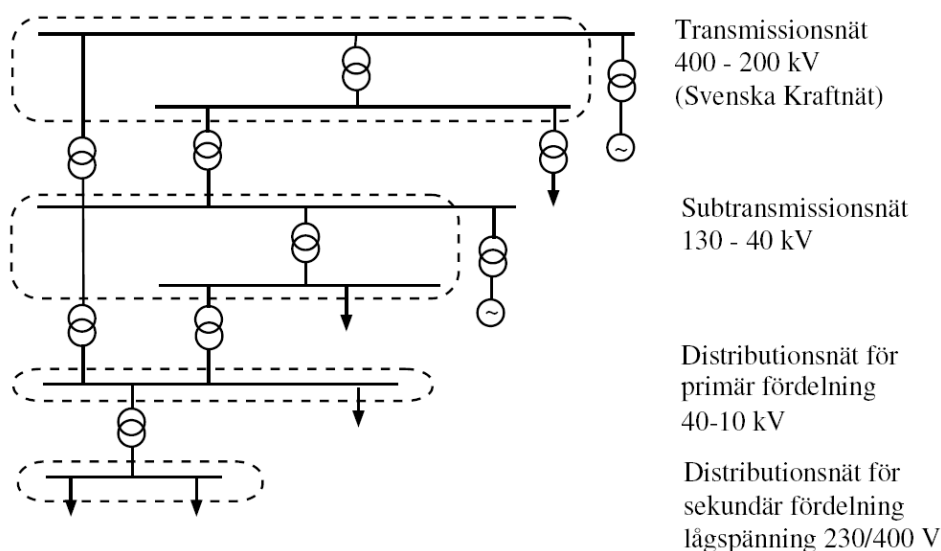 Transmissionsnät
400 - 200 kV
(Svenska Kraftnät)
~
Subtransmissionsnät
130 - 40 kV
~
Distributionsnät för
primär fördelning
40-10 kV
Distributionsnät för
sekundär fördelning
lågspänning 230/400 V